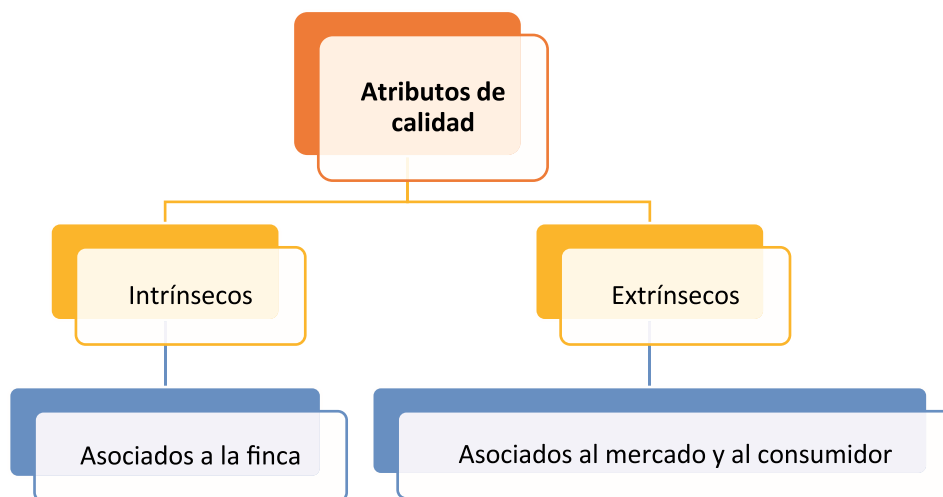 Atributos de
calidad
Intrínsecos
Extrínsecos
Asociados a la finca
Asociados al mercado y al consumidor